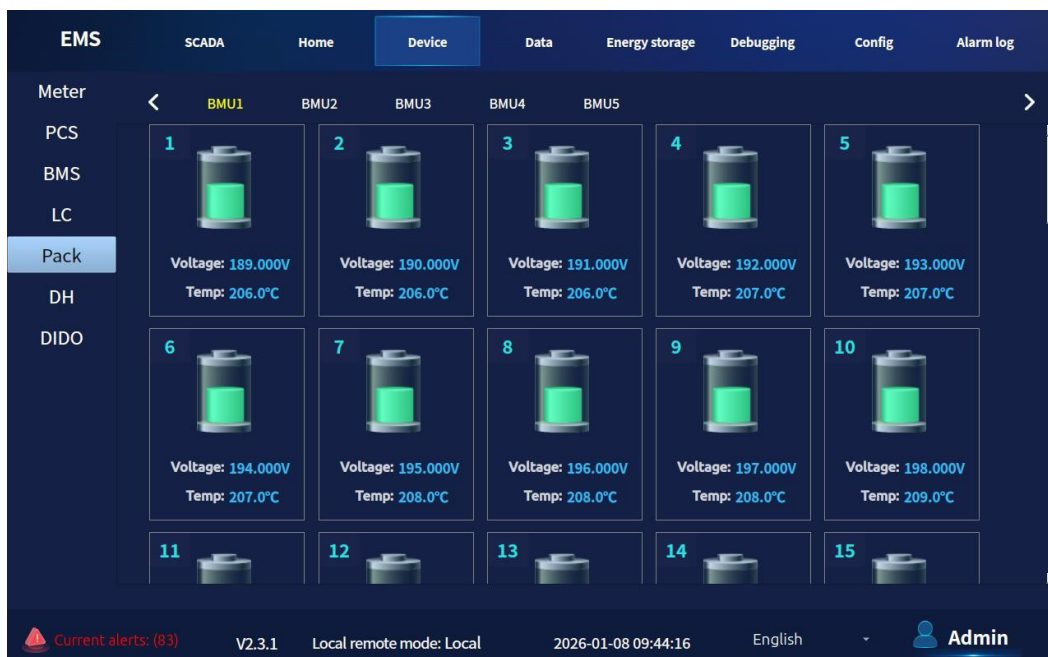 EMS SCADA Home Device Data Energy storage Debugging Config Alarm log
Meter
BMU1 BMU2 BMU3 BMU4 BMU5
PCS
BMS
LC
Pack
DH
DIDO
1 2 3 4 5
Voltage: 189.000V Voltage: 190.000V Voltage: 191.000V Voltage: 192.000V Voltage: 193.000V
Temp: 206.0°C Temp: 206.0°C Temp: 206.0°C Temp: 207.0°C Temp: 207.0°C
6 7 8 9 10
Voltage: 194.000V Voltage: 195.000V Voltage: 196.000V Voltage: 197.000V Voltage: 198.000V
Temp: 207.0°C Temp: 208.0°C Temp: 208.0°C Temp: 208.0°C Temp: 209.0°C
11 12 13 14 15
Current alerts: (83) V2.3.1 Local remote mode: Local 2026-01-08 09:44:16 English Admin